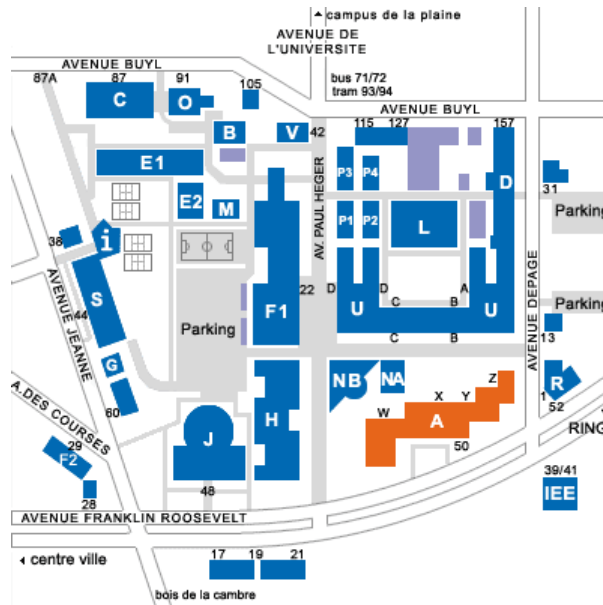 campus de la plaine
AVENUE DE
L'UNIVERSITE
AVENUE BUYL
87A
87
91
105
bus 71/72
tram 93/94
AVENUE BUYL
C
O
B
V
42
115
127
157
E1
P3
P4
D
31
E2
M
P1
P2
L
Parking
AV. PAUL HEGER
38
i
S
44
AVENUE JEANNE
Parking
F1
22
D
D
A
C
B
U
U
C
B
AVENUE DEPAGE
Parking
13
G
60
NB
NA
Z
X
Y
W
A
50
R
1
52
RING
A.DES COURSES
29
F2
28
J
H
48
39/41
IEE
AVENUE FRANKLIN ROOSEVELT
centre ville
17
19
21
bois de la cambre